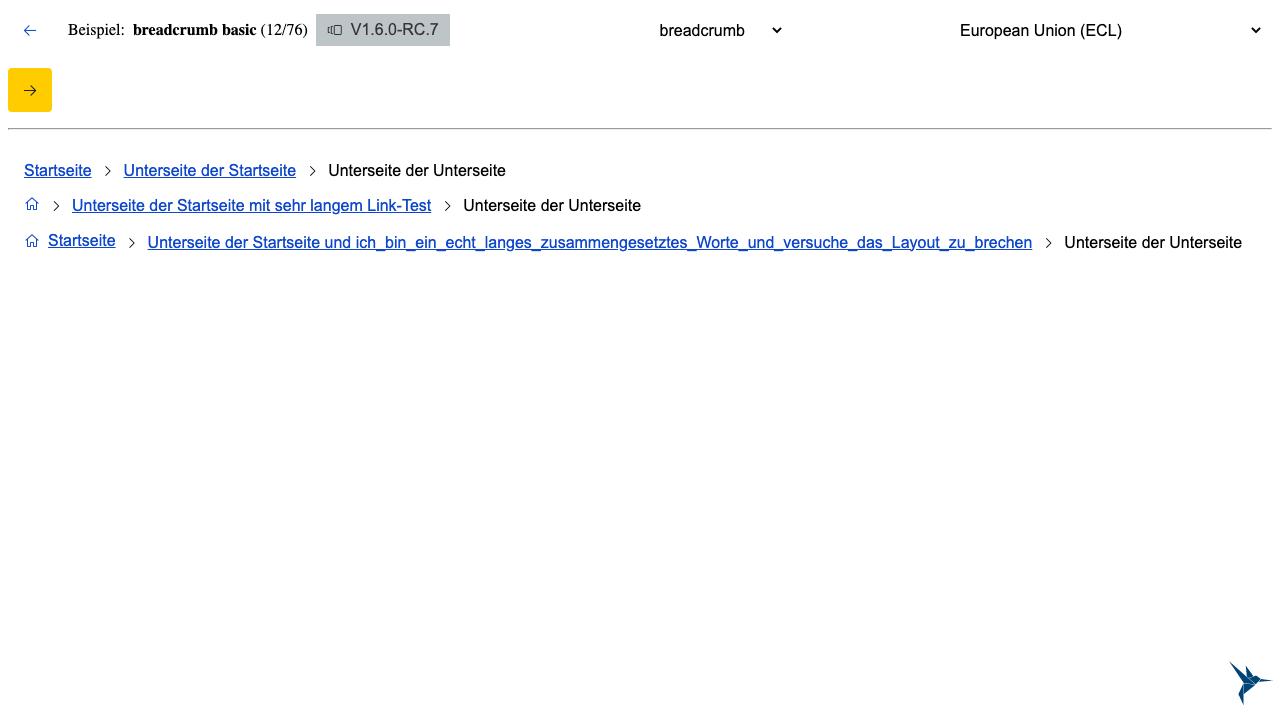 Beispiel: breadcrumb basic (12/76) V1.6.0-RC.7 breadcrumb European Union (ECL)
Startseite Unterseite der Startseite Unterseite der Unterseite
Unterseite der Startseite mit sehr langem Link-Test Unterseite der Unterseite
Startseite Unterseite der Startseite und ich_bin_ein_echt_langes_zusammengesetztes_Worte_und_versuche_das_Layout_zu_brechen Unterseite der Unterseite